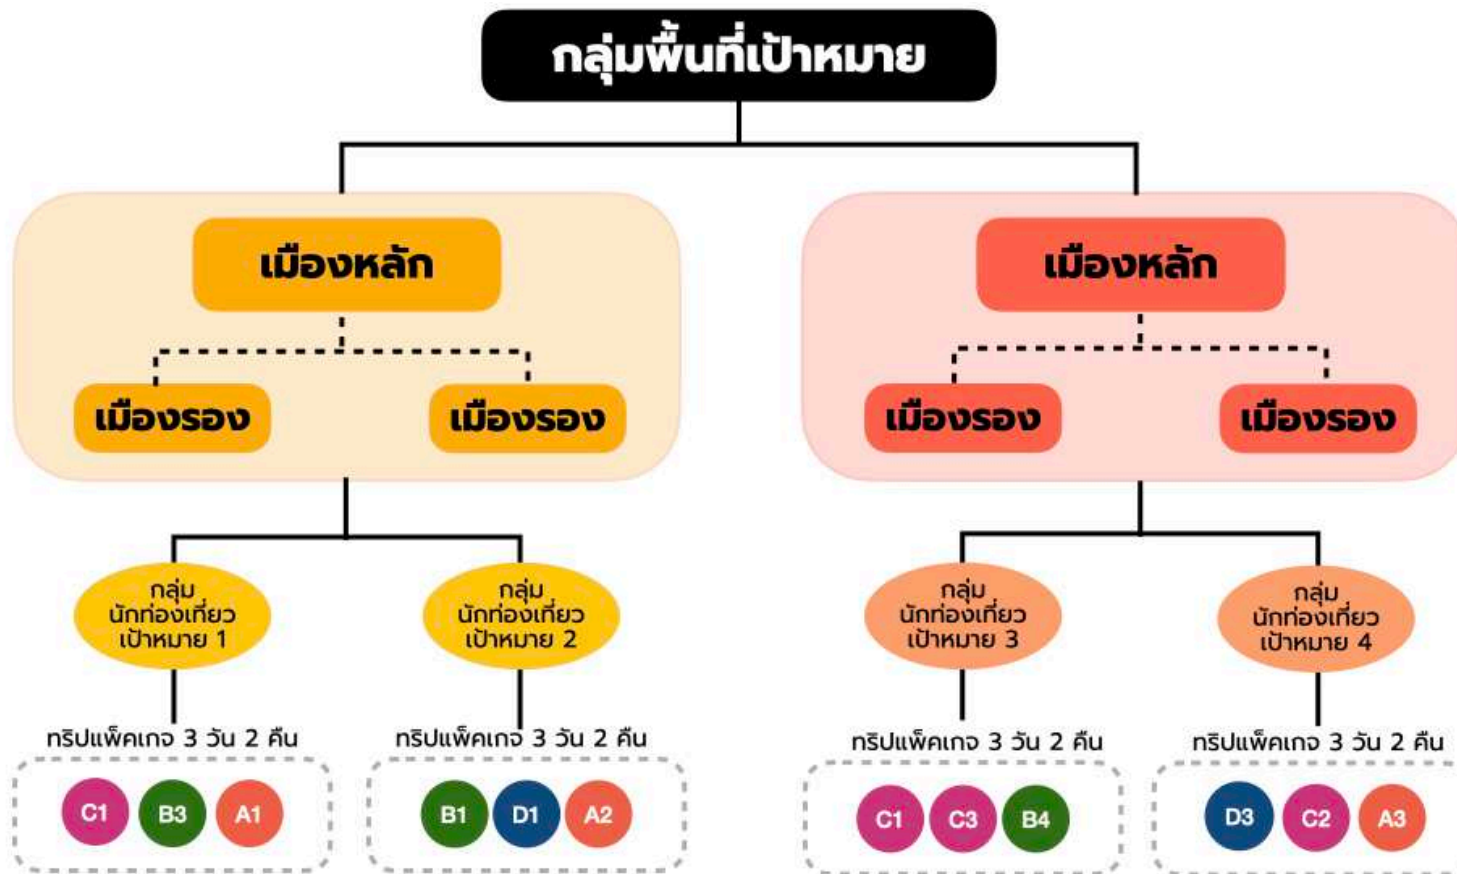 กลุ่มพื้นที่เป้าหมาย
เมืองหลัก
เมืองหลัก
เมืองรอง
เมืองรอง
เมืองรอง
เมืองรอง
กลุ่ม
นักท่องเที่ยว
เป้าหมาย 1
กลุ่ม
นักท่องเที่ยว
เป้าหมาย 2
กลุ่ม
นักท่องเที่ยว
เป้าหมาย 3
กลุ่ม
นักท่องเที่ยว
เป้าหมาย 4
ทริปแพ็คเกจ 3 วัน 2 คืน
ทริปแพ็คเกจ 3 วัน 2 คืน
ทริปแพ็คเกจ 3 วัน 2 คืน
ทริปแพ็คเกจ 3 วัน 2 คืน
C1 B3 A1
B1 D1 A2
C1 C3 B4
D3 C2 A3